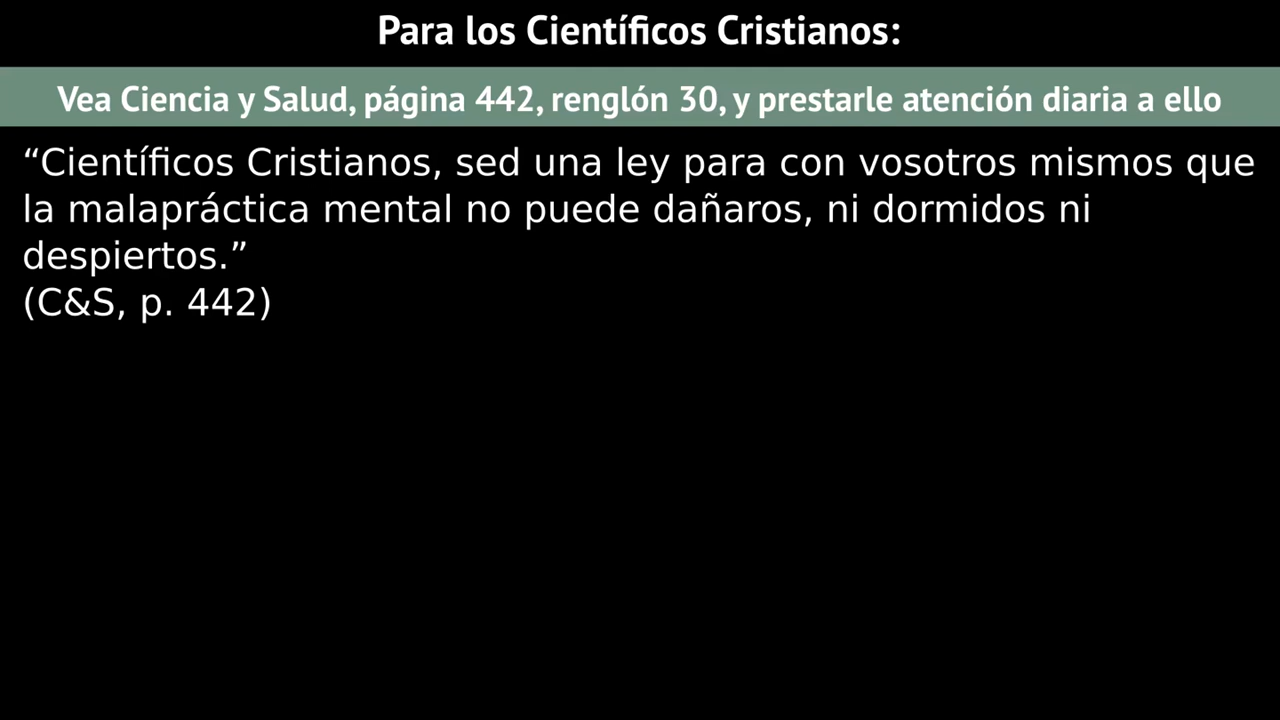 Para los Científicos Cristianos:
Vea Ciencia y Salud, página 442, renglón 30, y prestarle atención diaria a ello
“Científicos Cristianos, sed una ley para con vosotros mismos que
la malapráctica mental no puede dañaros, ni dormidos ni
despiertos.”
(C&S, p. 442)